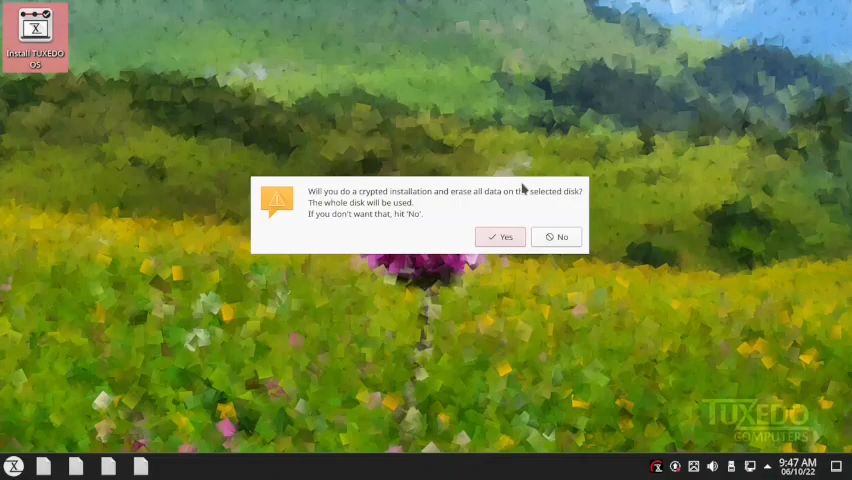 Install TUXEDO
OS
Will you do a crypted installation and erase all data on the selected disk?
The whole disk will be used.
If you don't want that, hit 'No'.
Yes
No
TUXEDO
COMPUTERS
9:47 AM
06/10/22